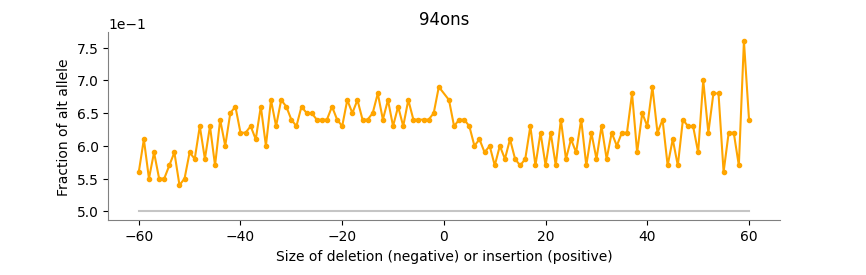 94ons
1e−1
Fraction of alt allele
7.5
7.0
6.5
6.0
5.5
5.0
−60 −40 −20 0 20 40 60
Size of deletion (negative) or insertion (positive)